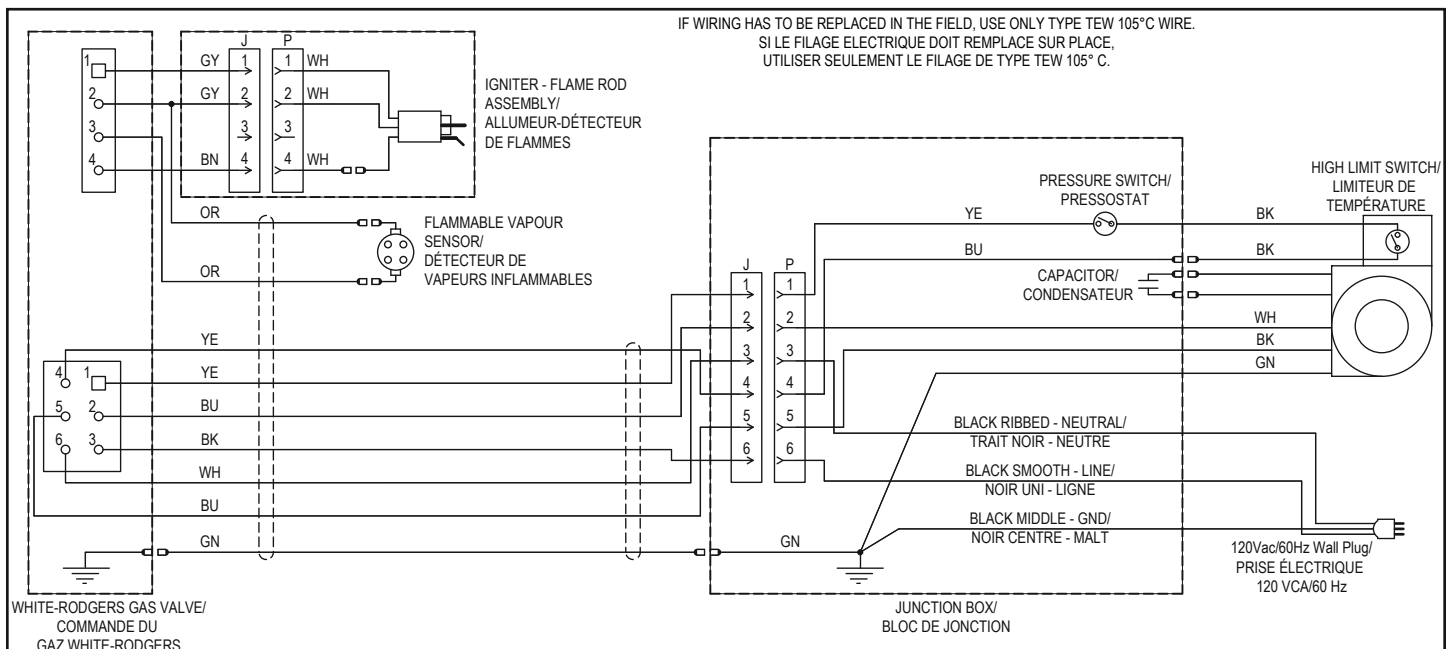 IF WIRING HAS TO BE REPLACED IN THE FIELD, USE ONLY TYPE TEW 105°C WIRE.
SI LE FILAGE ELECTRIQUE DOIT REMPLACE SUR PLACE,
UTILISER SEULEMENT LE FILAGE DE TYPE TEW 105° C.
J P
1 GY 1 1 WH
2 GY 2 2 WH
3 3 3
4 BN 4 4 WH
IGNITER - FLAME ROD
ASSEMBLY/
ALLUMEUR-DÉTECTEUR
DE FLAMMES
OR
OR
FLAMMABLE VAPOUR
SENSOR/
DÉTECTEUR DE
VAPEURS INFLAMMABLES
PRESSURE SWITCH/
PRESSOSTAT
HIGH LIMIT SWITCH/
LIMITEUR DE
TEMPÉRATURE
YE BK
BU BK
CAPACITOR/
CONDENSATEUR
J P
1 1
2 2
3 3
4 4
5 5
6 6
WH
BK
GN
4 1
5 2
6 3
YE
YE
BU
BK
WH
BU
GN
GN
BLACK RIBBED - NEUTRAL/
TRAIT NOIR - NEUTRE
BLACK SMOOTH - LINE/
NOIR UNI - LIGNE
BLACK MIDDLE - GND/
NOIR CENTRE - MALT
120Vac/60Hz Wall Plug/
PRISE ÉLECTRIQUE
120 VCA/60 Hz
WHITE-RODGERS GAS VALVE/
COMMANDE DU
GAZ WHITE-RODGERS
JUNCTION BOX/
BLOC DE JONCTION